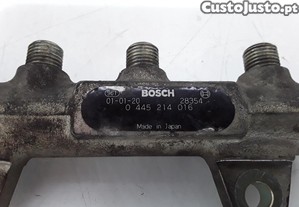 CustoJusto.pt
BOSCH
01-01-20 28354
0 445 214 016
Made in Japan